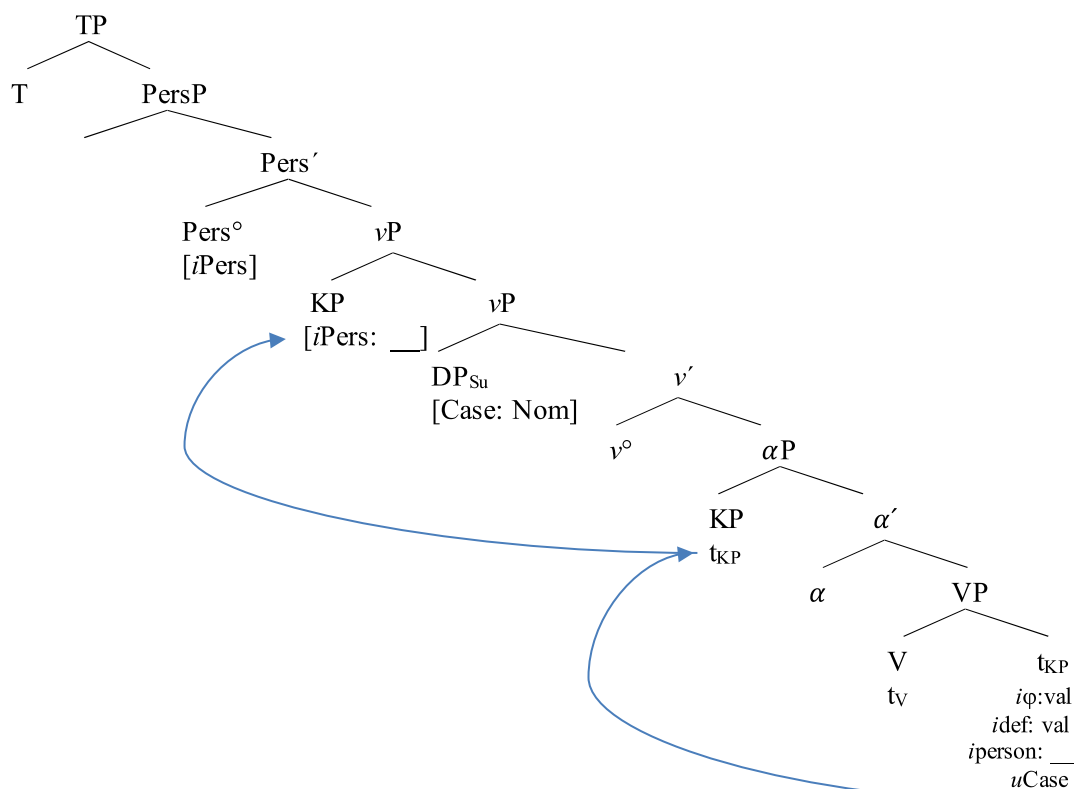 TP
T PersP
Pers´
Pers° vP
[iPers]
KP vP
[iPers: __]
DPSu v´
[Case: Nom]
v° αP
KP α´
tKP
α VP
V tKP
tV iφ:val
idef: val
iperson: __
uCase